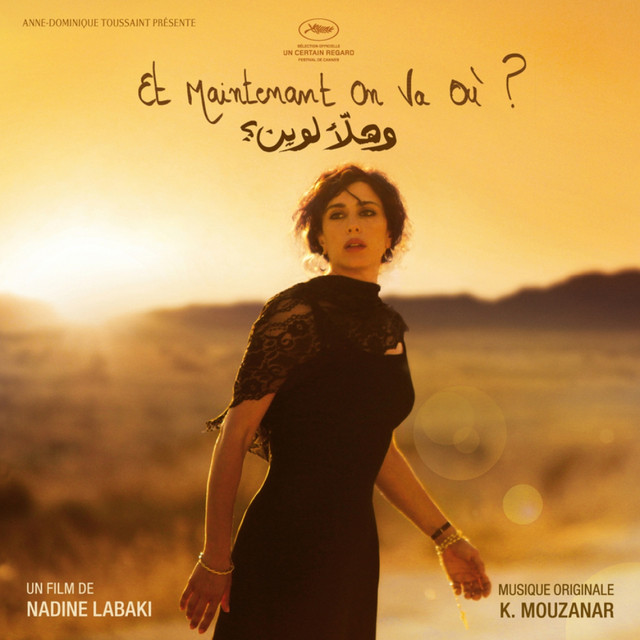 ANNE-DOMINIQUE TOUSSAINT PRÉSENTE
SÉLECTION OFFICIELLE
UN CERTAIN REGARD
FESTIVAL DE CANNES
Et Maintenant On Va Où ?
وهلّأ لوين؟
UN FILM DE
NADINE LABAKI
MUSIQUE ORIGINALE
K. MOUZANAR